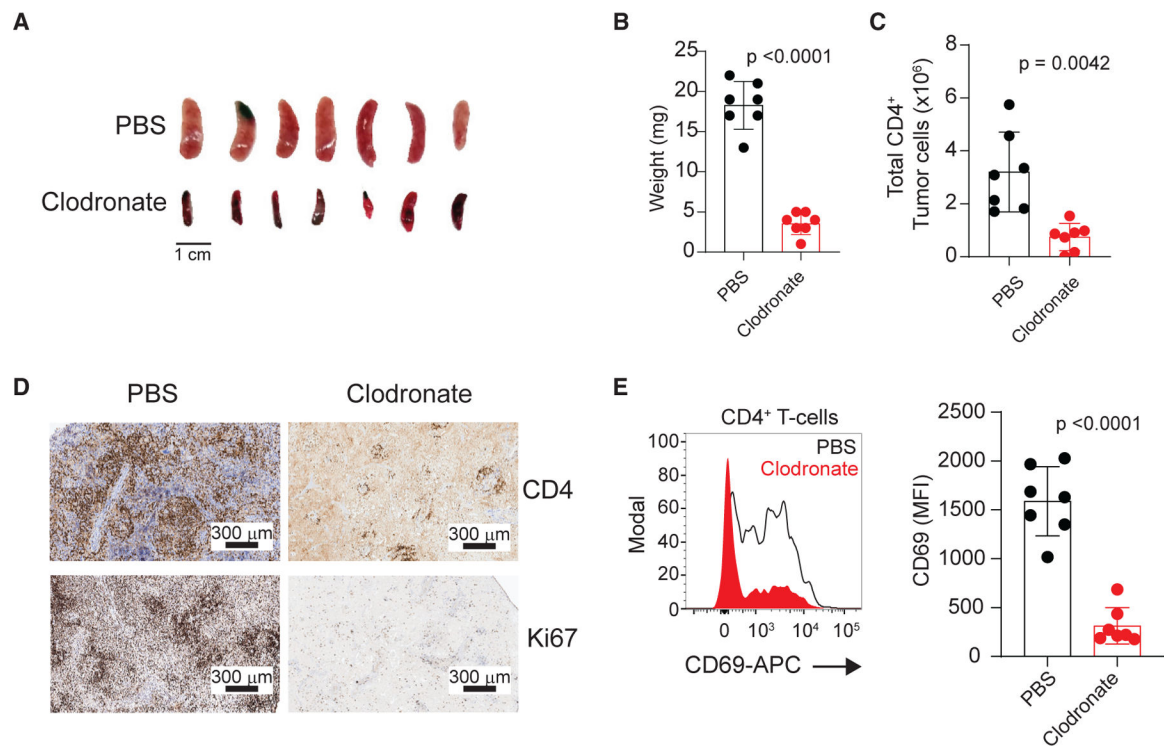 A
PBS
Clodronate
1 cm
B
Weight (mg)
25
20
15
10
5
0
p <0.0001
PBS
Clodronate
C
Total CD4⁺
Tumor cells (x10⁶)
8
6
4
2
0
p = 0.0042
PBS
Clodronate
D
PBS
Clodronate
300 µm
300 µm
CD4
300 µm
300 µm
Ki67
E
CD4⁺ T-cells
PBS
Clodronate
Modal
100
80
60
40
20
0
0
10³
10⁴
10⁵
CD69-APC
CD69 (MFI)
2500
2000
1500
1000
500
0
p <0.0001
PBS
Clodronate